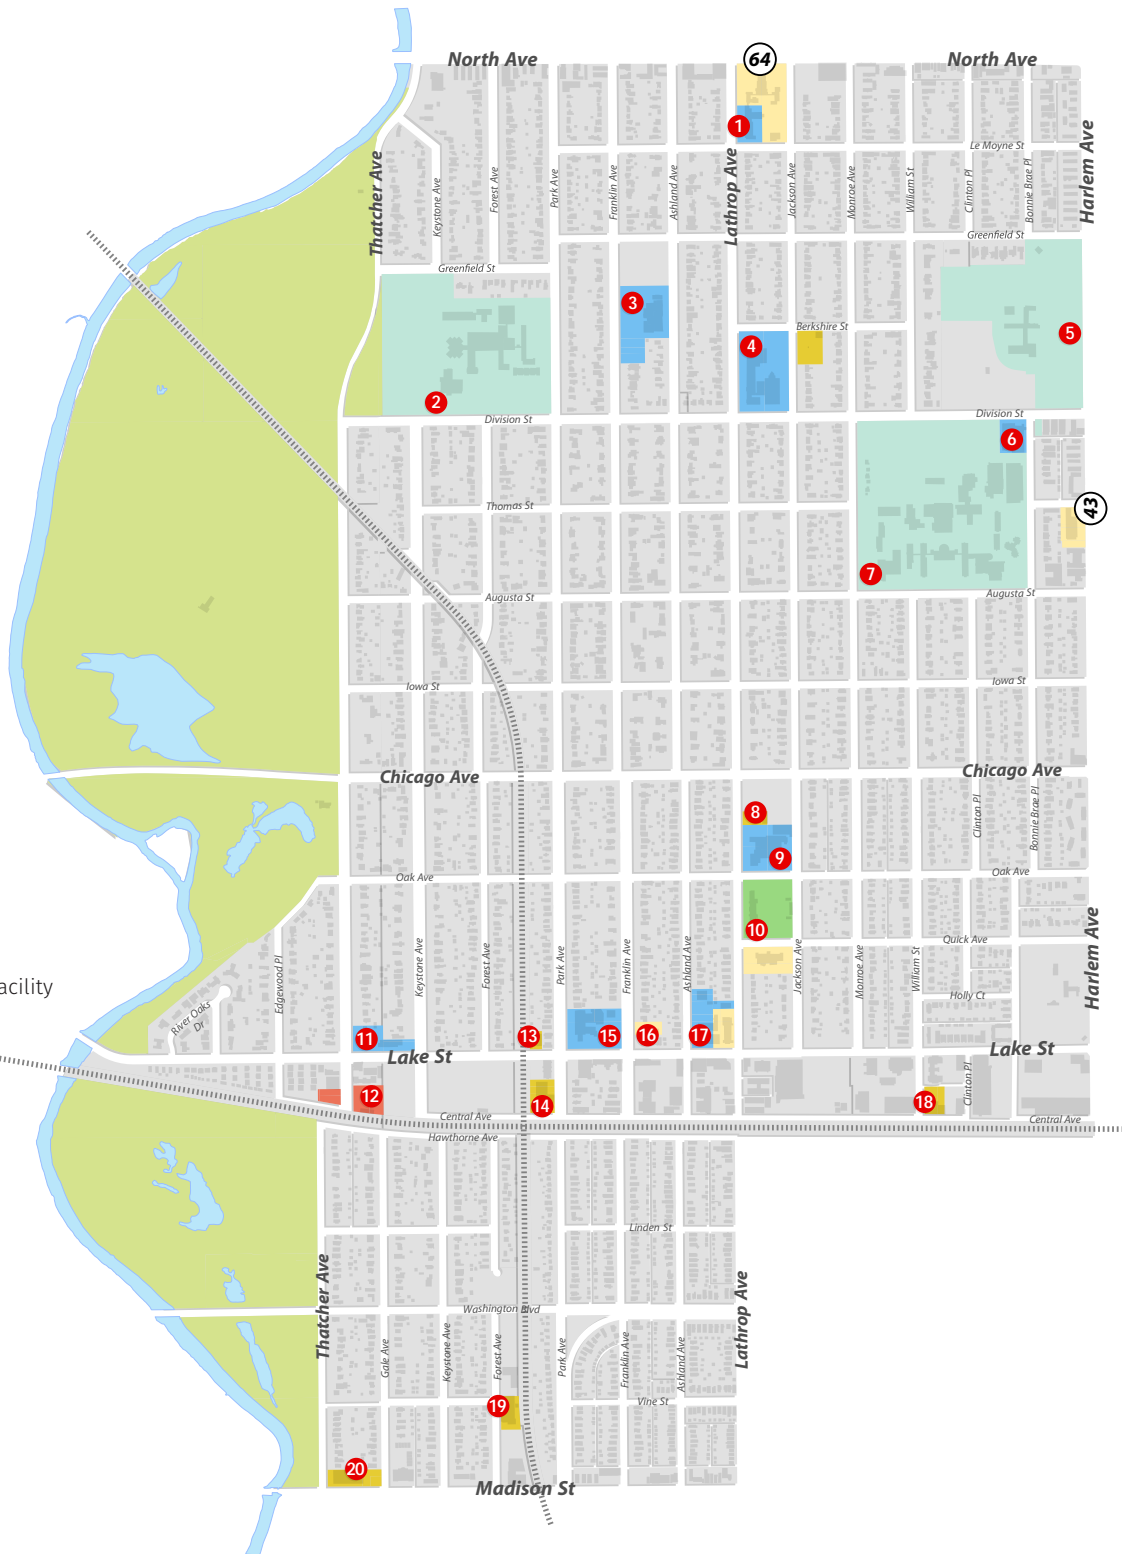 64
North Ave
North Ave
1
Le Moyne St
Thatcher Ave
Keystone Ave
Forest Ave
Park Ave
Franklin Ave
Ashland Ave
Lathrop Ave
Jackson Ave
Monroe Ave
William St
Clinton Pl
Bonnie Brae Pl
Harlem Ave
Greenfield St
Greenfield St
3
Berkshire St
4
5
2
Division St
Division St
6
Thomas St
43
7
Augusta St
Augusta St
Iowa St
Iowa St
Chicago Ave
Chicago Ave
8
Clinton Pl
Bonnie Brae Pl
9
Oak Ave
Oak Ave
10
Quick Ave
Edgewood Pl
Keystone Ave
Forest Ave
Park Ave
Franklin Ave
Ashland Ave
Jackson Ave
Monroe Ave
William St
Harlem Ave
acility
Holly Ct
River Oaks
Dr
11
13
15
16
17
Lake St
Lake St
12
14
18
Clinton Pl
Central Ave
Central Ave
Hawthorne Ave
Linden St
Thatcher Ave
Lathrop Ave
Washington Blvd
Gale Ave
Keystone Ave
Forest Ave
Park Ave
Franklin Ave
Ashland Ave
Vine St
19
20
Madison St